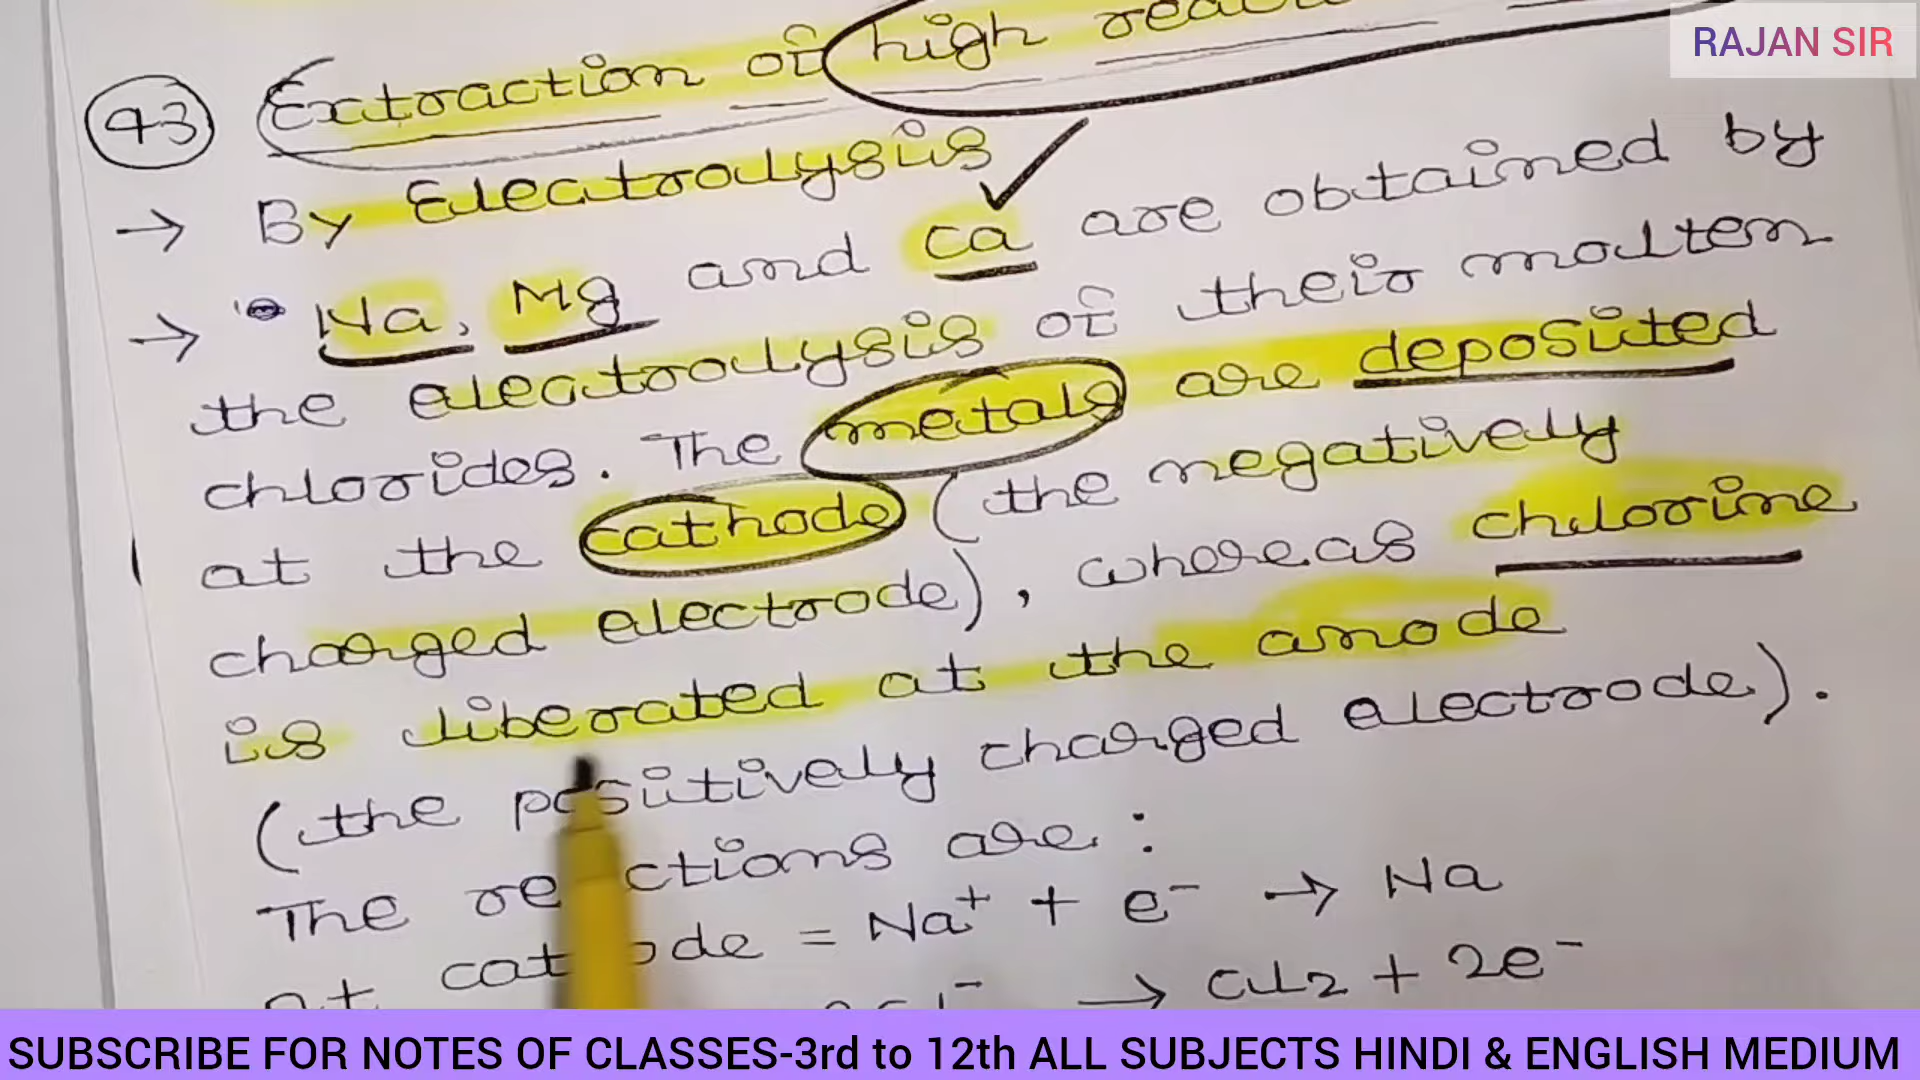 RAJAN SIR
43 Extraction of high
→ By Electrolysis
→ Na, Mg and Ca are obtained by
the electrolysis of their molten
chlorides. The metals are deposited
at the cathode (the negatively
charged electrode), whereas chlorine
is liberated at the anode
(the positively charged electrode).
The are :
at = Na⁺ + e⁻ → Na
→ Cl2 + 2e⁻
SUBSCRIBE FOR NOTES OF CLASSES-3rd to 12th ALL SUBJECTS HINDI & ENGLISH MEDIUM